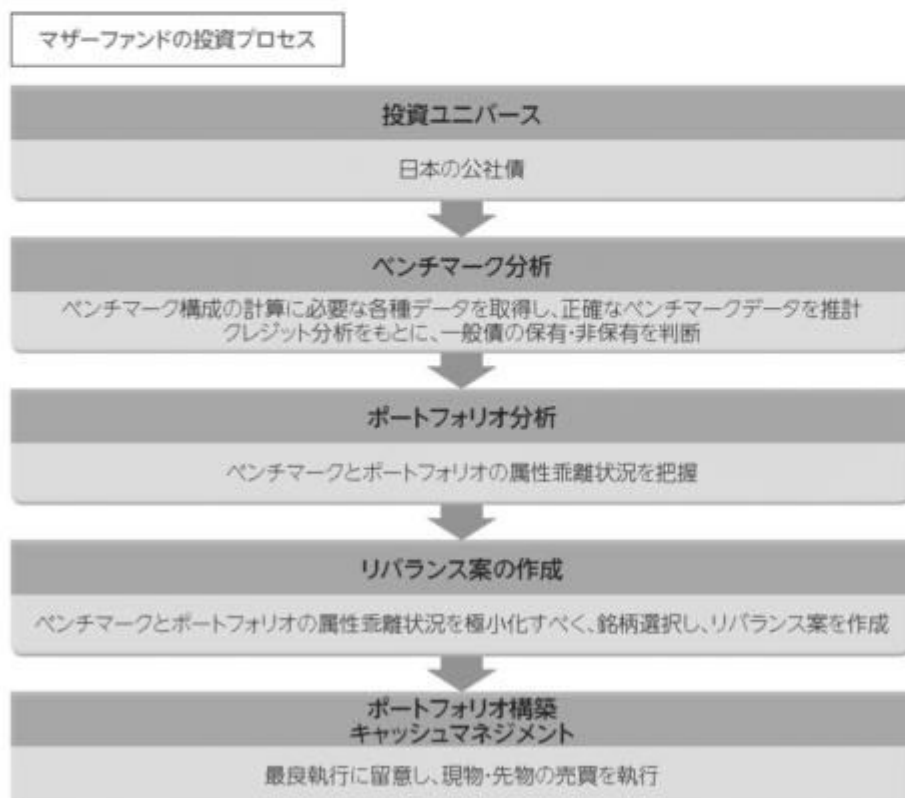 マザーファンドの投資プロセス
投資ユニバース
日本の公社債
ベンチマーク分析
ベンチマーク構成の計算に必要な各種データを取得し、正確なベンチマークデータを推計
クレジット分析をもとに、一般債の保有・非保有を判断
ポートフォリオ分析
ベンチマークとポートフォリオの属性乖離状況を把握
リバランス案の作成
ベンチマークとポートフォリオの属性乖離状況を極小化すべく、銘柄選択し、リバランス案を作成
ポートフォリオ構築
キャッシュマネジメント
最良執行に留意し、現物・先物の売買を執行